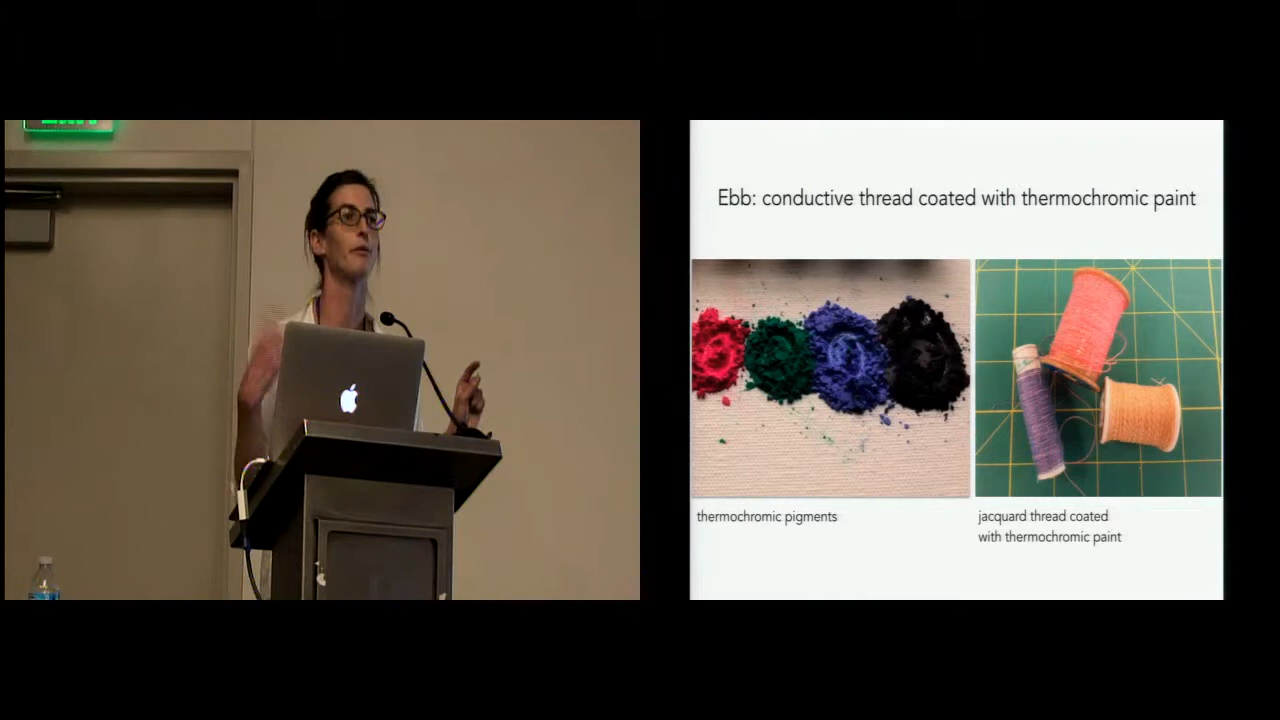 Ebb: conductive thread coated with thermochromic paint
thermochromic pigments
jacquard thread coated
with thermochromic paint